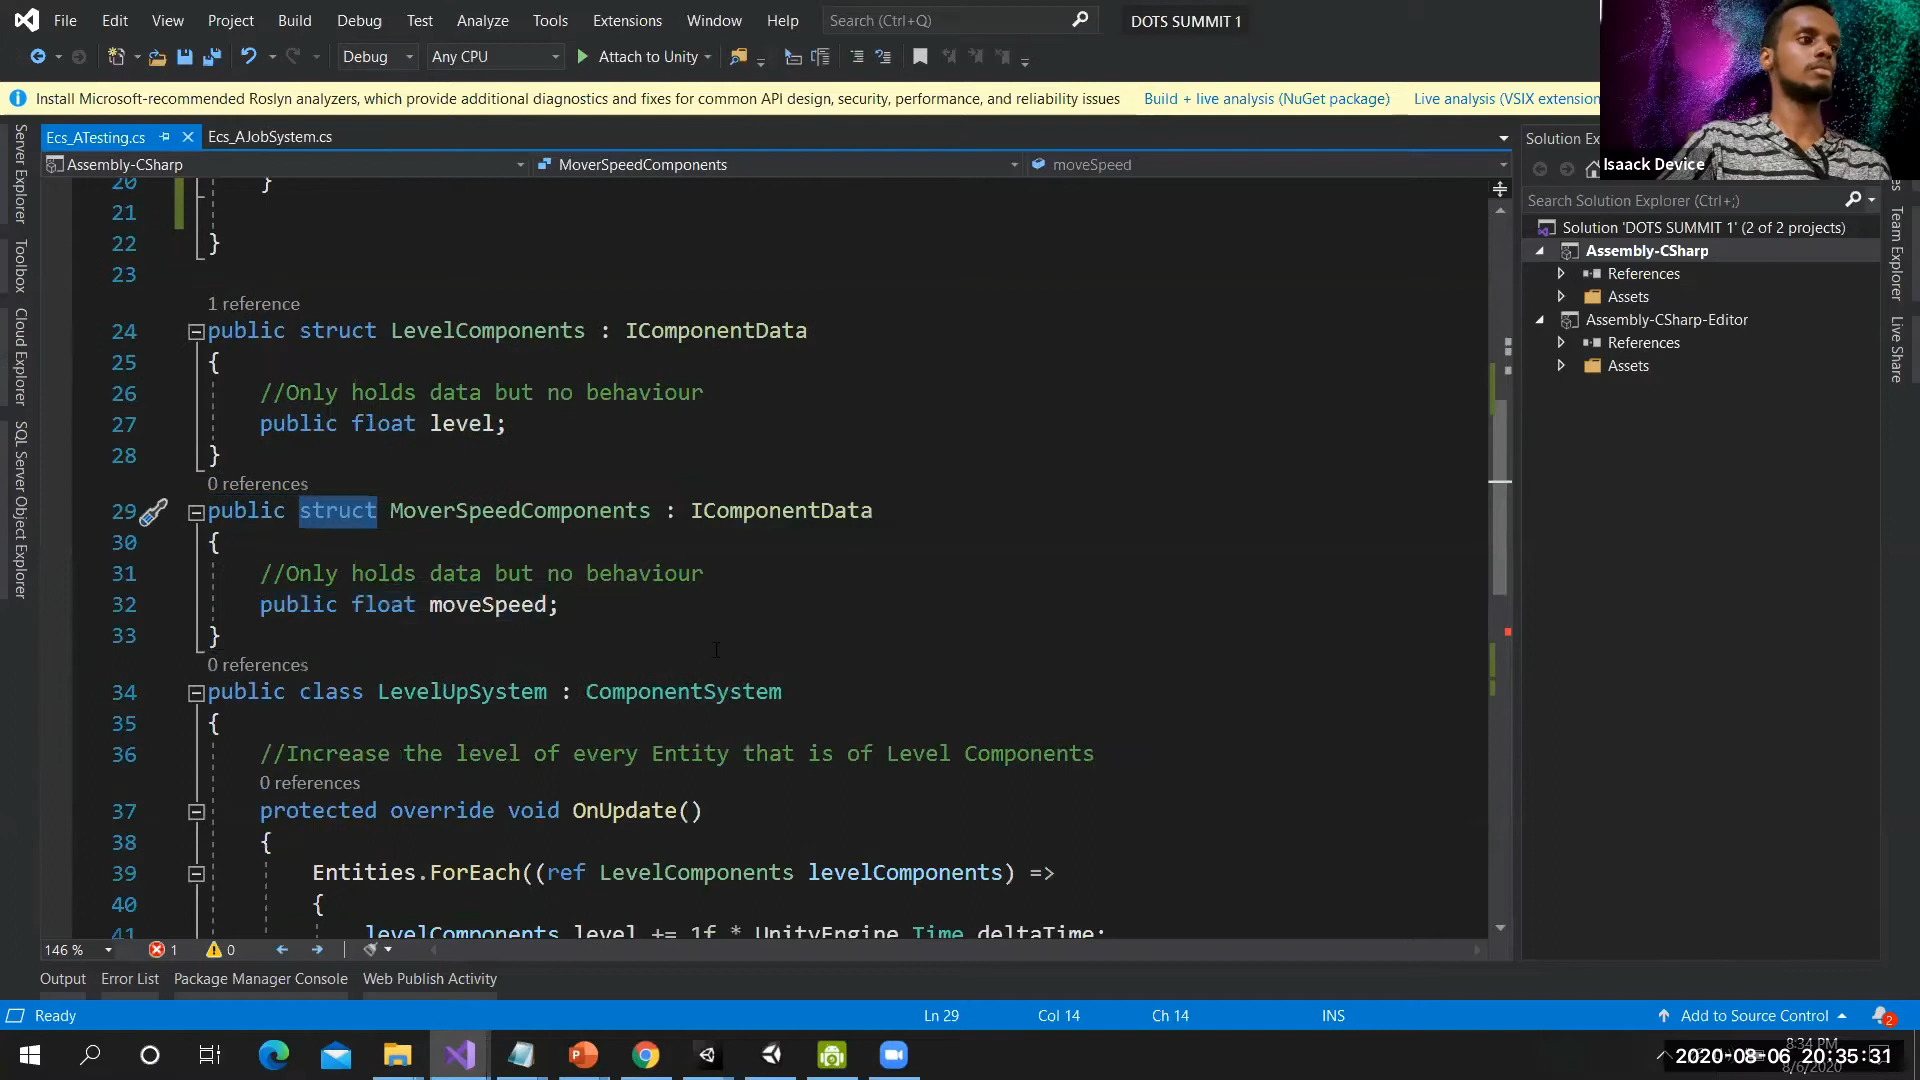 File Edit View Project Build Debug Test Analyze Tools Extensions Window Help Search (Ctrl+Q) DOTS SUMMIT 1
Debug Any CPU Attach to Unity
Install Microsoft-recommended Roslyn analyzers, which provide additional diagnostics and fixes for common API design, security, performance, and reliability issues Build + live analysis (NuGet package) Live analysis (VSIX extension
Ecs_ATesting.cs Ecs_AJobSystem.cs
Assembly-CSharp MoverSpeedComponents moveSpeed
Server Explorer
Toolbox
Cloud Explorer
SQL Server Object Explorer
20 }
21
22 }
23
1 reference
24 public struct LevelComponents : IComponentData
25 {
26 //Only holds data but no behaviour
27 public float level;
28 }
0 references
29 public struct MoverSpeedComponents : IComponentData
30 {
31 //Only holds data but no behaviour
32 public float moveSpeed;
33 }
0 references
34 public class LevelUpSystem : ComponentSystem
35 {
36 //Increase the level of every Entity that is of Level Components
0 references
37 protected override void OnUpdate()
38 {
39 Entities.ForEach((ref LevelComponents levelComponents) =>
40 {
41 levelComponents.level += 1f * UnityEngine.Time.deltaTime;
146 % 1 0
Output Error List Package Manager Console Web Publish Activity
Ready Ln 29 Col 14 Ch 14 INS Add to Source Control 2
Solution Ex
Isaack Device
Search Solution Explorer (Ctrl+;)
Solution 'DOTS SUMMIT 1' (2 of 2 projects)
Assembly-CSharp
References
Assets
Assembly-CSharp-Editor
References
Assets
Team Explorer
Live Share
8:34 PM
2020-08-06 20:35:31
8/6/2020